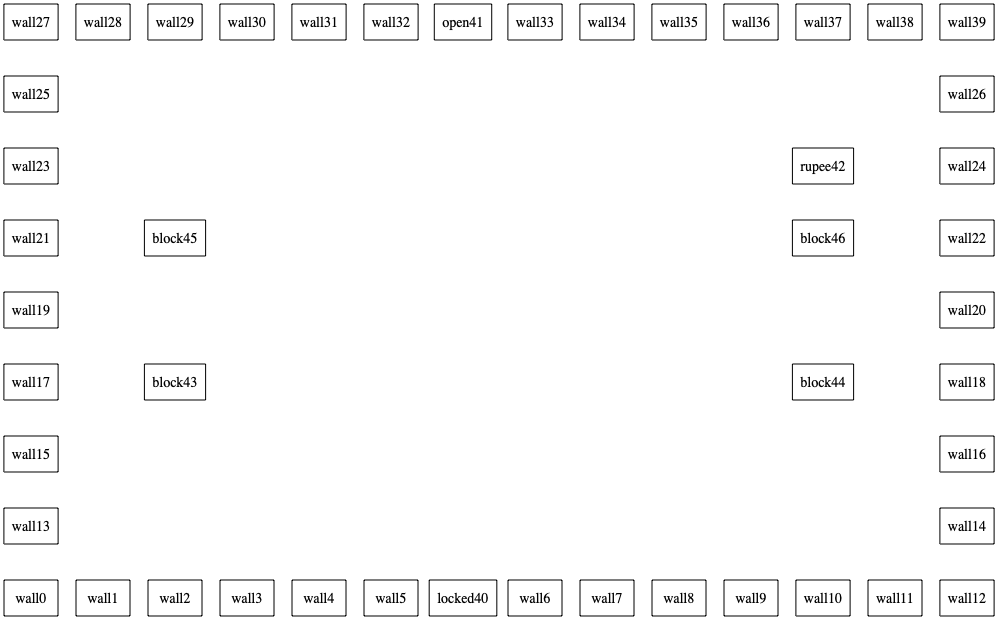 wall27 wall28 wall29 wall30 wall31 wall32 open41 wall33 wall34 wall35 wall36 wall37 wall38 wall39
wall25 wall26
wall23 rupee42 wall24
wall21 block45 block46 wall22
wall19 wall20
wall17 block43 block44 wall18
wall15 wall16
wall13 wall14
wall0 wall1 wall2 wall3 wall4 wall5 locked40 wall6 wall7 wall8 wall9 wall10 wall11 wall12